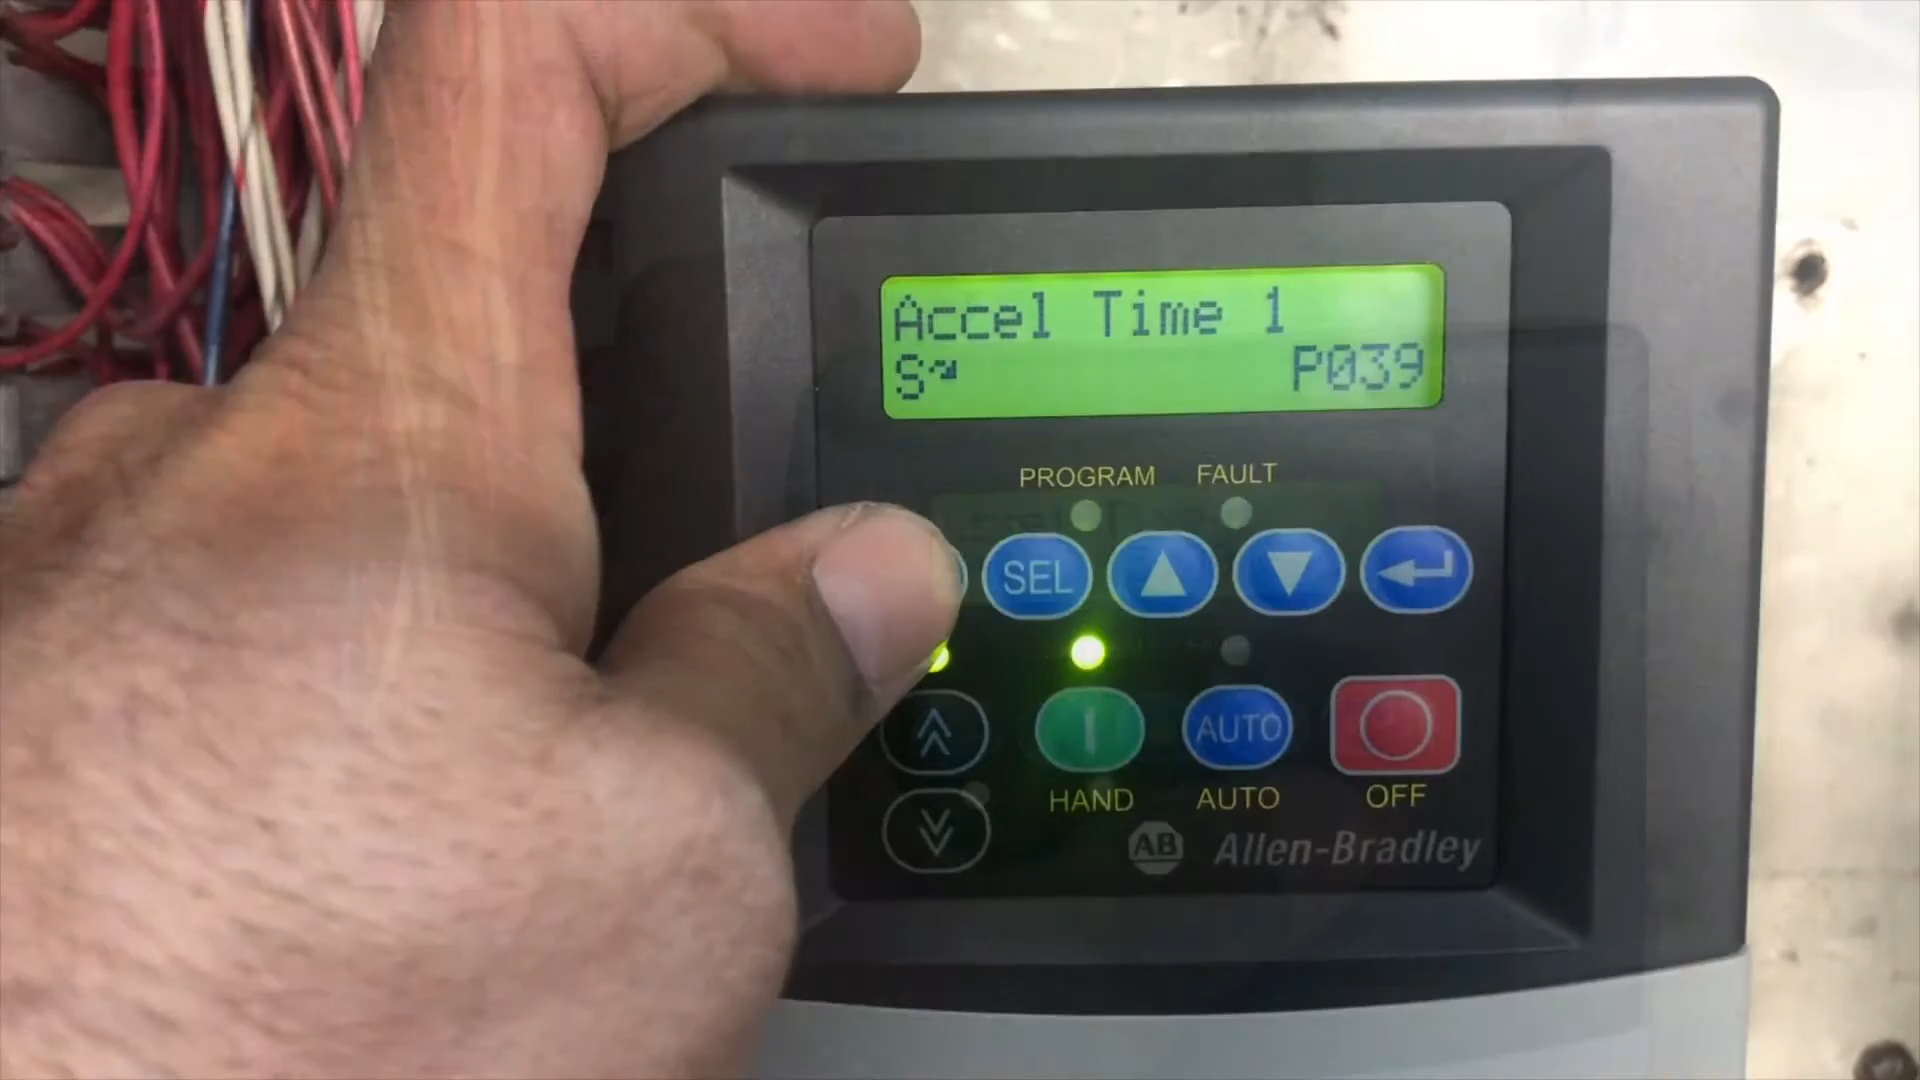 Accel Time 1
S P039
PROGRAM FAULT
SEL
AUTO
HAND AUTO OFF
AB Allen-Bradley